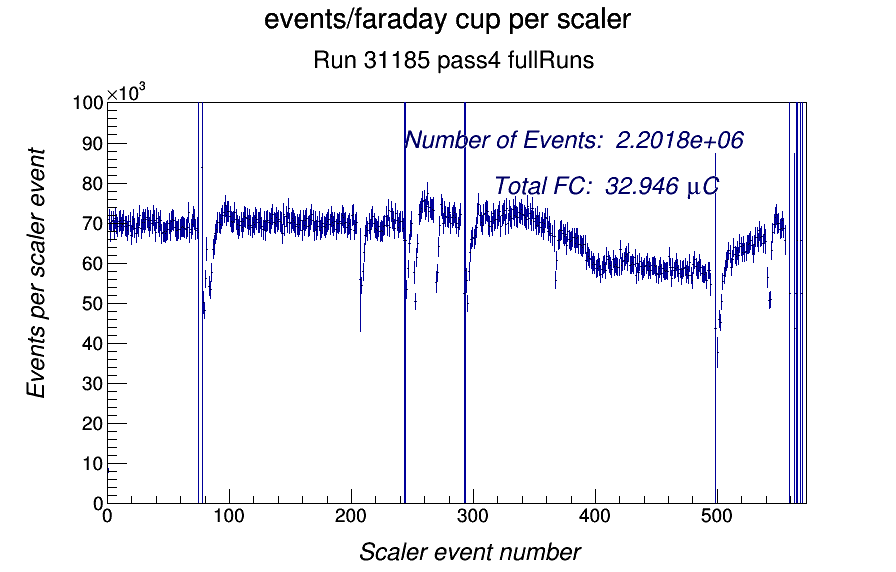 events/faraday cup per scaler
Run 31185 pass4 fullRuns
×10³
100
90
80
70
60
50
40
30
20
10
0
Events per scaler event
Number of Events: 2.2018e+06
Total FC: 32.946 μC
0 100 200 300 400 500
Scaler event number